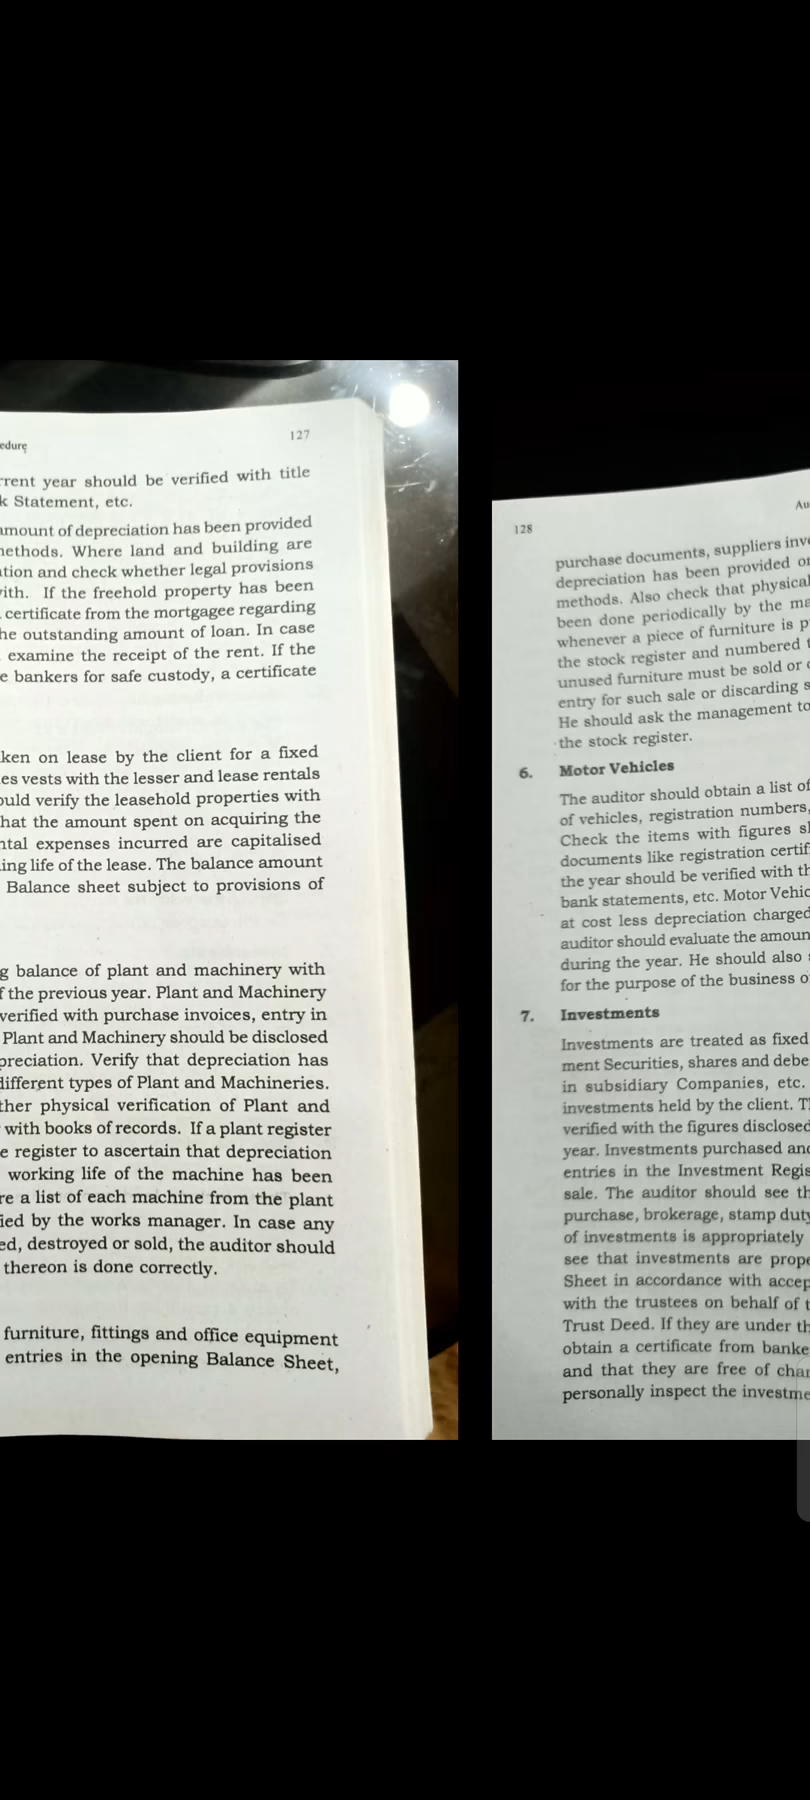 127
rrent year should be verified with title
Statement, etc.
amount of depreciation has been provided
methods. Where land and building are
and check whether legal provisions
If the freehold property has been
certificate from the mortgagee regarding
he outstanding amount of loan. In case
examine the receipt of the rent. If the
e bankers for safe custody, a certificate
ken on lease by the client for a fixed
es vests with the lesser and lease rentals
ould verify the leasehold properties with
hat the amount spent on acquiring the
ntal expenses incurred are capitalised
ing life of the lease. The balance amount
Balance sheet subject to provisions of
g balance of plant and machinery with
f the previous year. Plant and Machinery
verified with purchase invoices, entry in
Plant and Machinery should be disclosed
preciation. Verify that depreciation has
different types of Plant and Machineries.
ther physical verification of Plant and
with books of records. If a plant register
e register to ascertain that depreciation
working life of the machine has been
re a list of each machine from the plant
ied by the works manager. In case any
ed, destroyed or sold, the auditor should
thereon is done correctly.
furniture, fittings and office equipment
entries in the opening Balance Sheet,
Au
128
purchase documents, suppliers inv
depreciation has been provided o
methods. Also check that physical
been done periodically by the ma
whenever a piece of furniture is p
the stock register and numbered
unused furniture must be sold or
entry for such sale or discarding s
He should ask the management to
the stock register.
6. Motor Vehicles
The auditor should obtain a list of
of vehicles, registration numbers,
Check the items with figures sh
documents like registration certif
the year should be verified with th
bank statements, etc. Motor Vehic
at cost less depreciation charged
auditor should evaluate the amoun
during the year. He should also
for the purpose of the business o
7. Investments
Investments are treated as fixed
ment Securities, shares and debe
in subsidiary Companies, etc.
investments held by the client. T
verified with the figures disclosed
year. Investments purchased and
entries in the Investment Regis
sale. The auditor should see th
purchase, brokerage, stamp duty
of investments is appropriately
see that investments are prope
Sheet in accordance with accep
with the trustees on behalf of t
Trust Deed. If they are under th
obtain a certificate from banke
and that they are free of char
personally inspect the investme